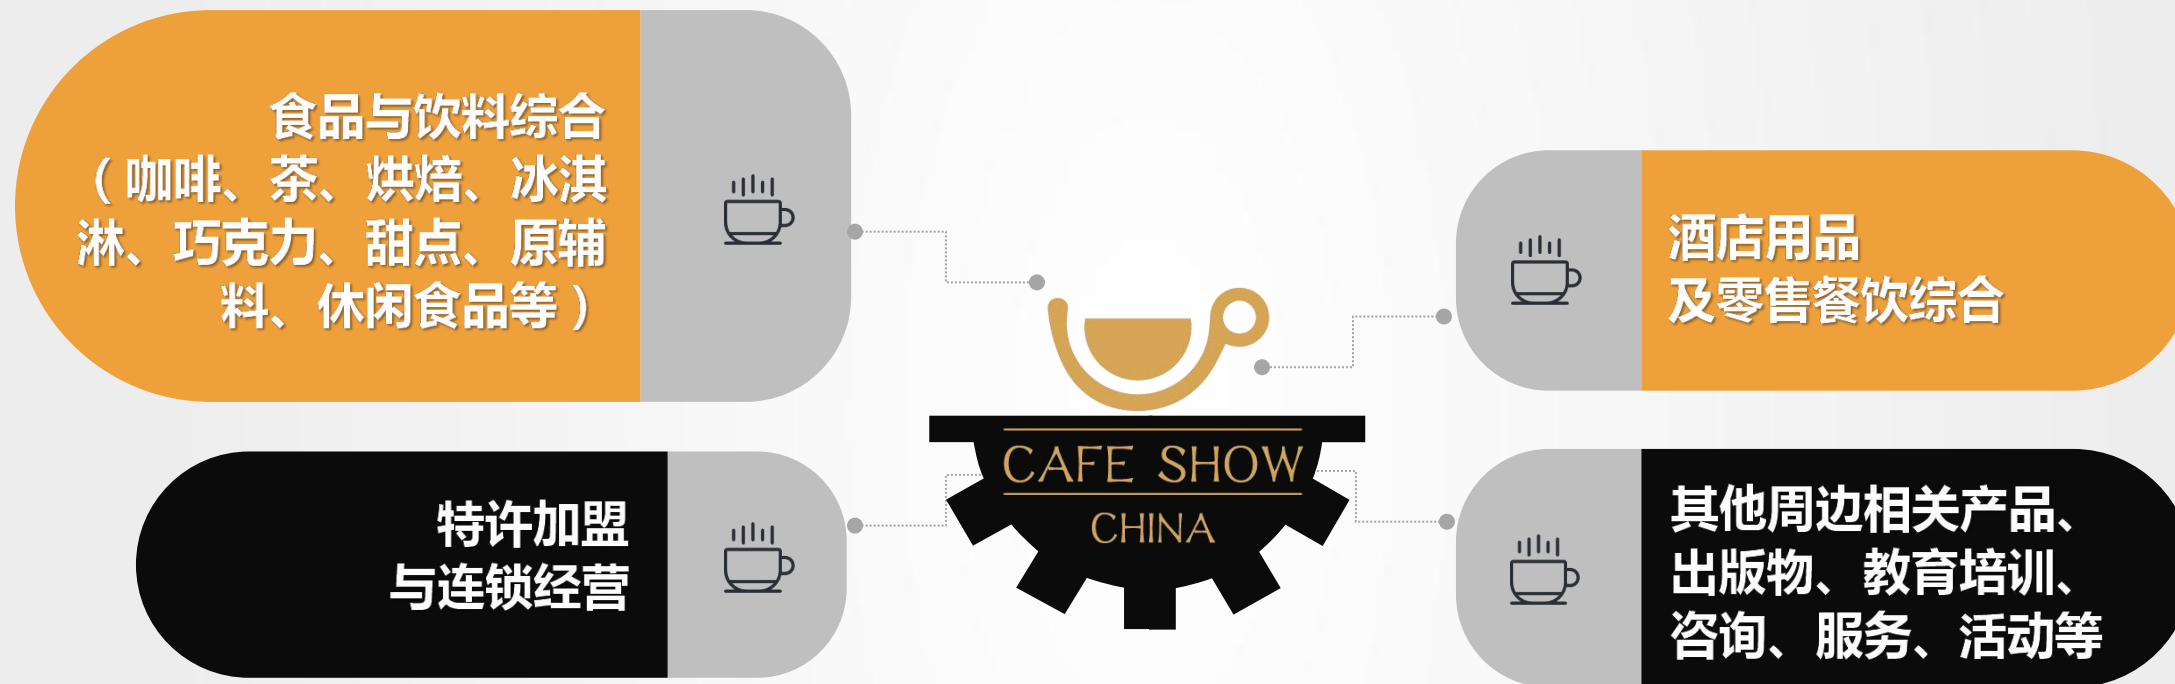 食品与饮料综合
（咖啡、茶、烘焙、冰淇
淋、巧克力、甜点、原辅
料、休闲食品等）
特许加盟
与连锁经营
CAFE SHOW
CHINA
酒店用品
及零售餐饮综合
其他周边相关产品、
出版物、教育培训、
咨询、服务、活动等